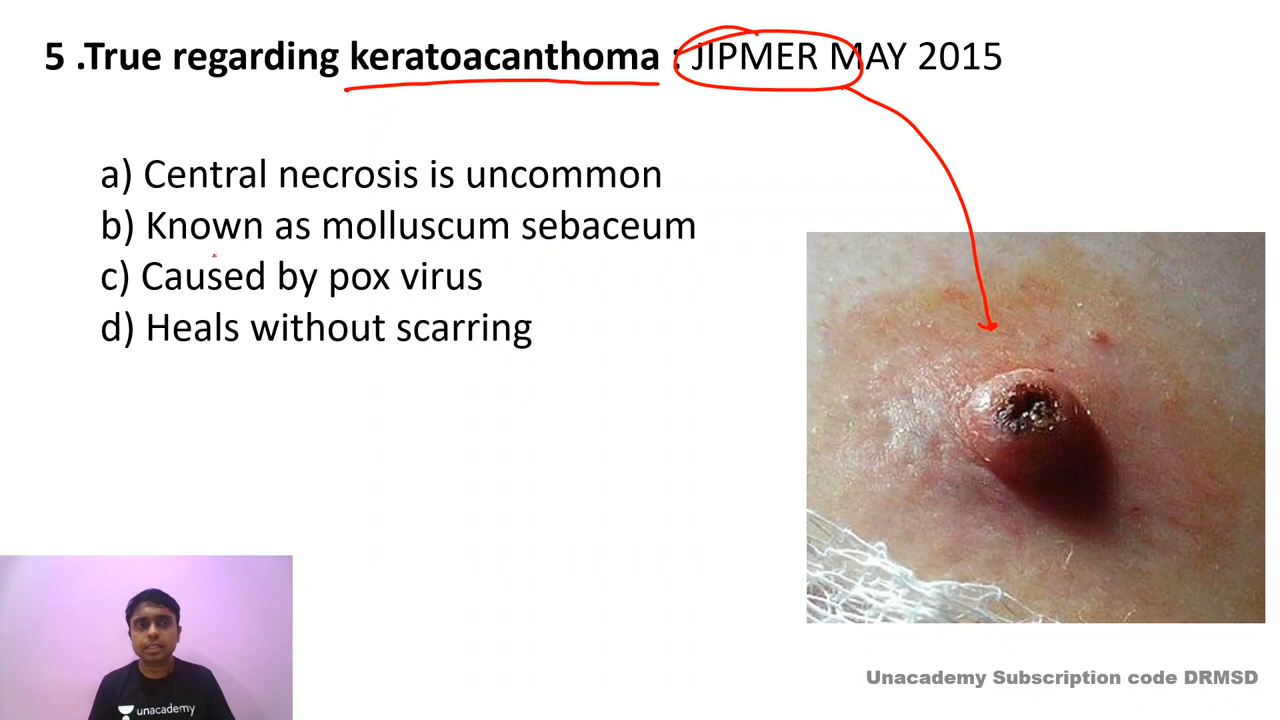 5 .True regarding keratoacanthoma : JIPMER MAY 2015
a) Central necrosis is uncommon
b) Known as molluscum sebaceum
c) Caused by pox virus
d) Heals without scarring
unacademy
Unacademy Subscription code DRMSD